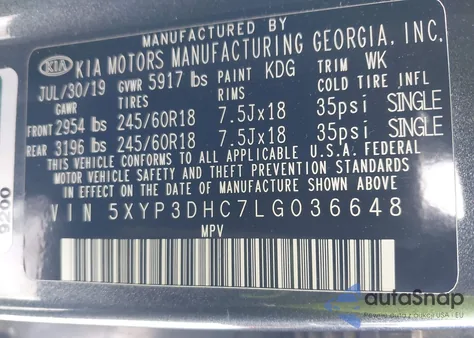 MANUFACTURED BY
KIA KIA MOTORS MANUFACTURING GEORGIA, INC.
JUL/30/19 GVWR 5917 lbs PAINT KDG TRIM WK
GAWR TIRES RIMS COLD TIRE INFL
FRONT 2954 lbs 245/60R18 7.5Jx18 35psi SINGLE
REAR 3196 lbs 245/60R18 7.5Jx18 35psi SINGLE
THIS VEHICLE CONFORMS TO ALL APPLICABLE U.S.A. FEDERAL
MOTOR VEHICLE SAFETY AND THEFT PREVENTION STANDARDS
IN EFFECT ON THE DATE OF MANUFACTURE SHOWN ABOVE.
VIN 5XYP3DHC7LG036648
MPV
9200
autoSnap